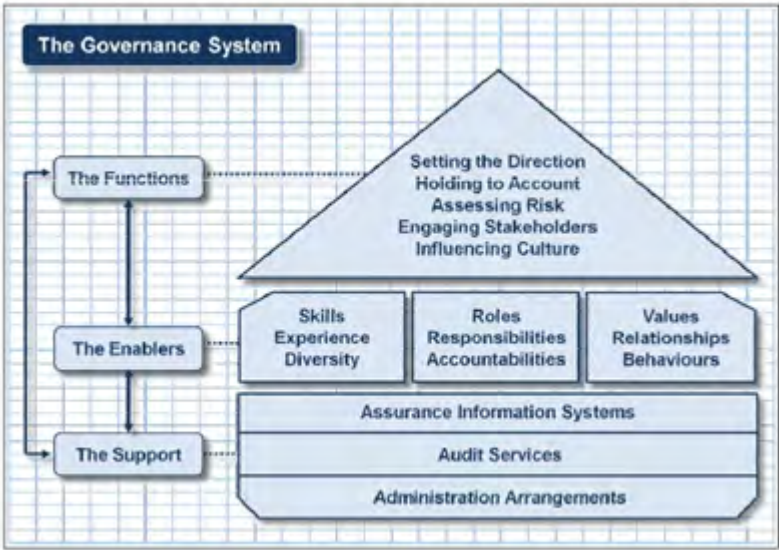 The Governance System
The Functions
Setting the Direction
Holding to Account
Assessing Risk
Engaging Stakeholders
Influencing Culture
The Enablers
Skills
Experience
Diversity
Roles
Responsibilities
Accountabilities
Values
Relationships
Behaviours
The Support
Assurance Information Systems
Audit Services
Administration Arrangements